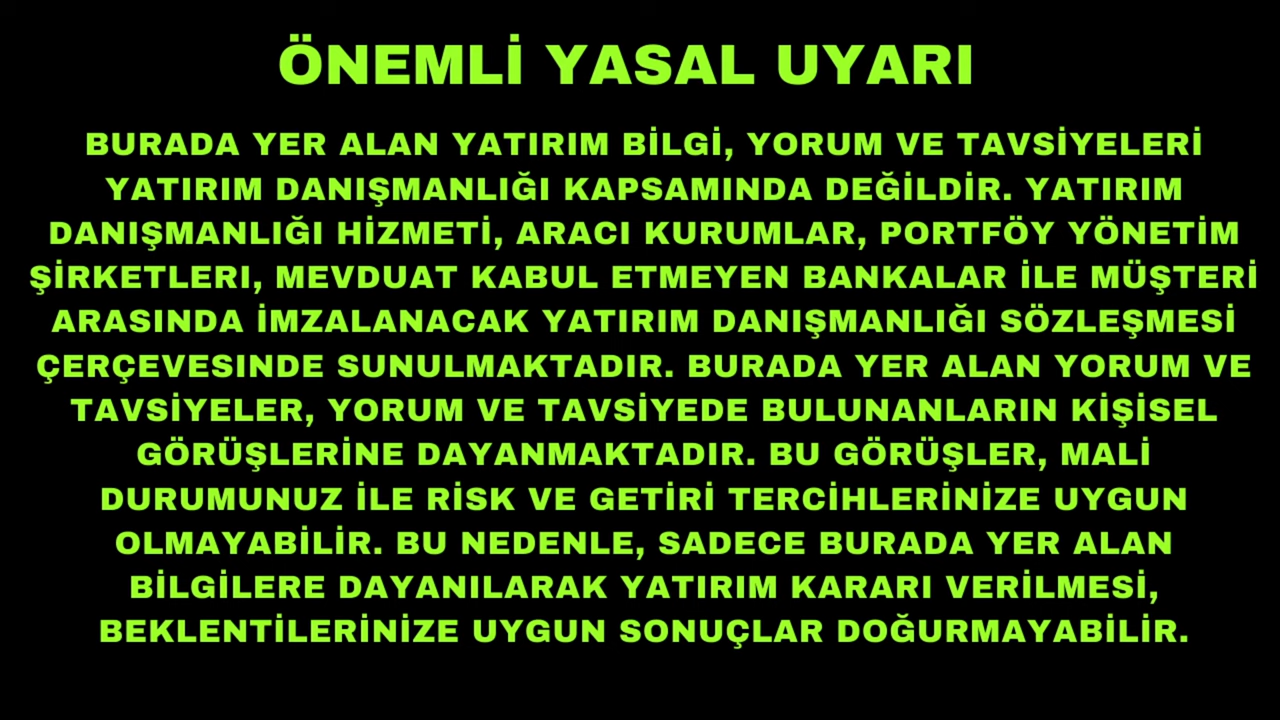 ÖNEMLİ YASAL UYARI
BURADA YER ALAN YATIRIM BİLGİ, YORUM VE TAVSİYELERİ
YATIRIM DANIŞMANLIĞI KAPSAMINDA DEĞİLDİR. YATIRIM
DANIŞMANLIĞI HİZMETİ, ARACI KURUMLAR, PORTFÖY YÖNETİM
ŞİRKETLERI, MEVDUAT KABUL ETMEYEN BANKALAR İLE MÜŞTERİ
ARASINDA İMZALANACAK YATIRIM DANIŞMANLIĞI SÖZLEŞMESİ
ÇERÇEVESINDE SUNULMAKTADIR. BURADA YER ALAN YORUM VE
TAVSİYELER, YORUM VE TAVSİYEDE BULUNANLARIN KİŞİSEL
GÖRÜŞLERİNE DAYANMAKTADIR. BU GÖRÜŞLER, MALİ
DURUMUNUZ İLE RİSK VE GETİRİ TERCİHLERİNİZE UYGUN
OLMAYABİLİR. BU NEDENLE, SADECE BURADA YER ALAN
BİLGİLERE DAYANILARAK YATIRIM KARARI VERİLMESİ,
BEKLENTİLERİNİZE UYGUN SONUÇLAR DOĞURMAYABİLİR.